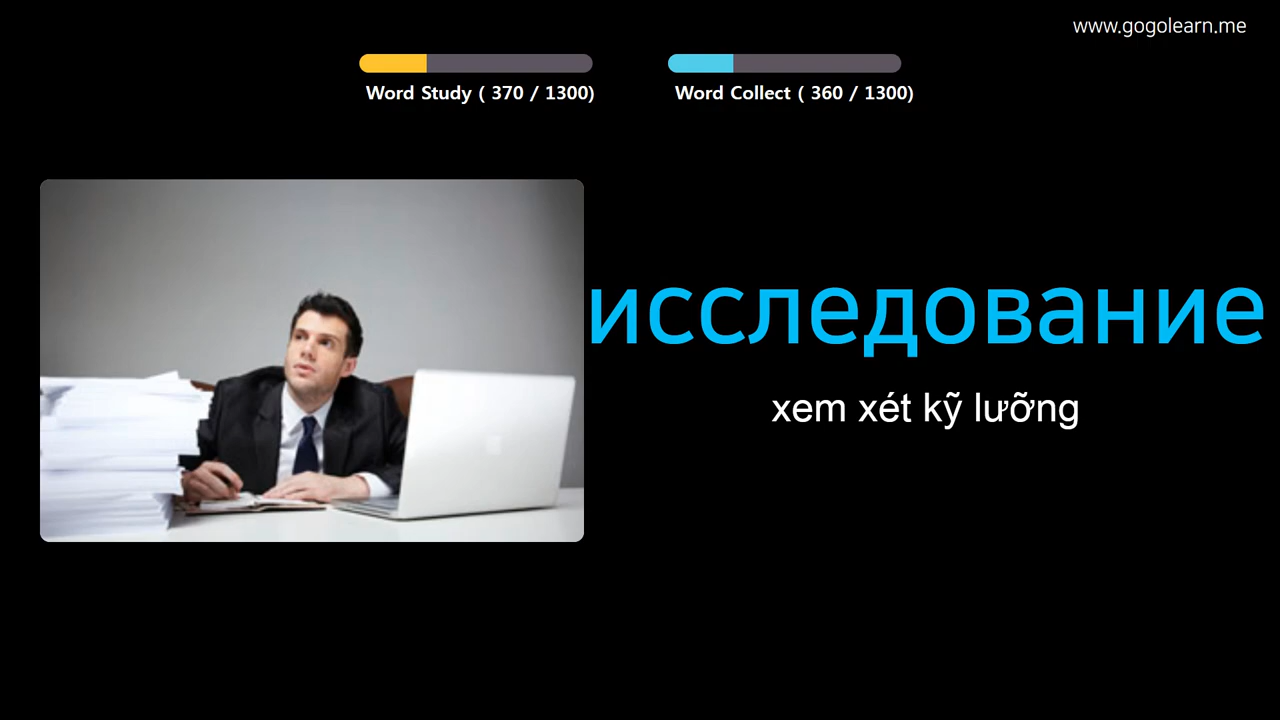 www.gogolearn.me
Word Study ( 370 / 1300)
Word Collect ( 360 / 1300)
исследование
xem xét kỹ lưỡng